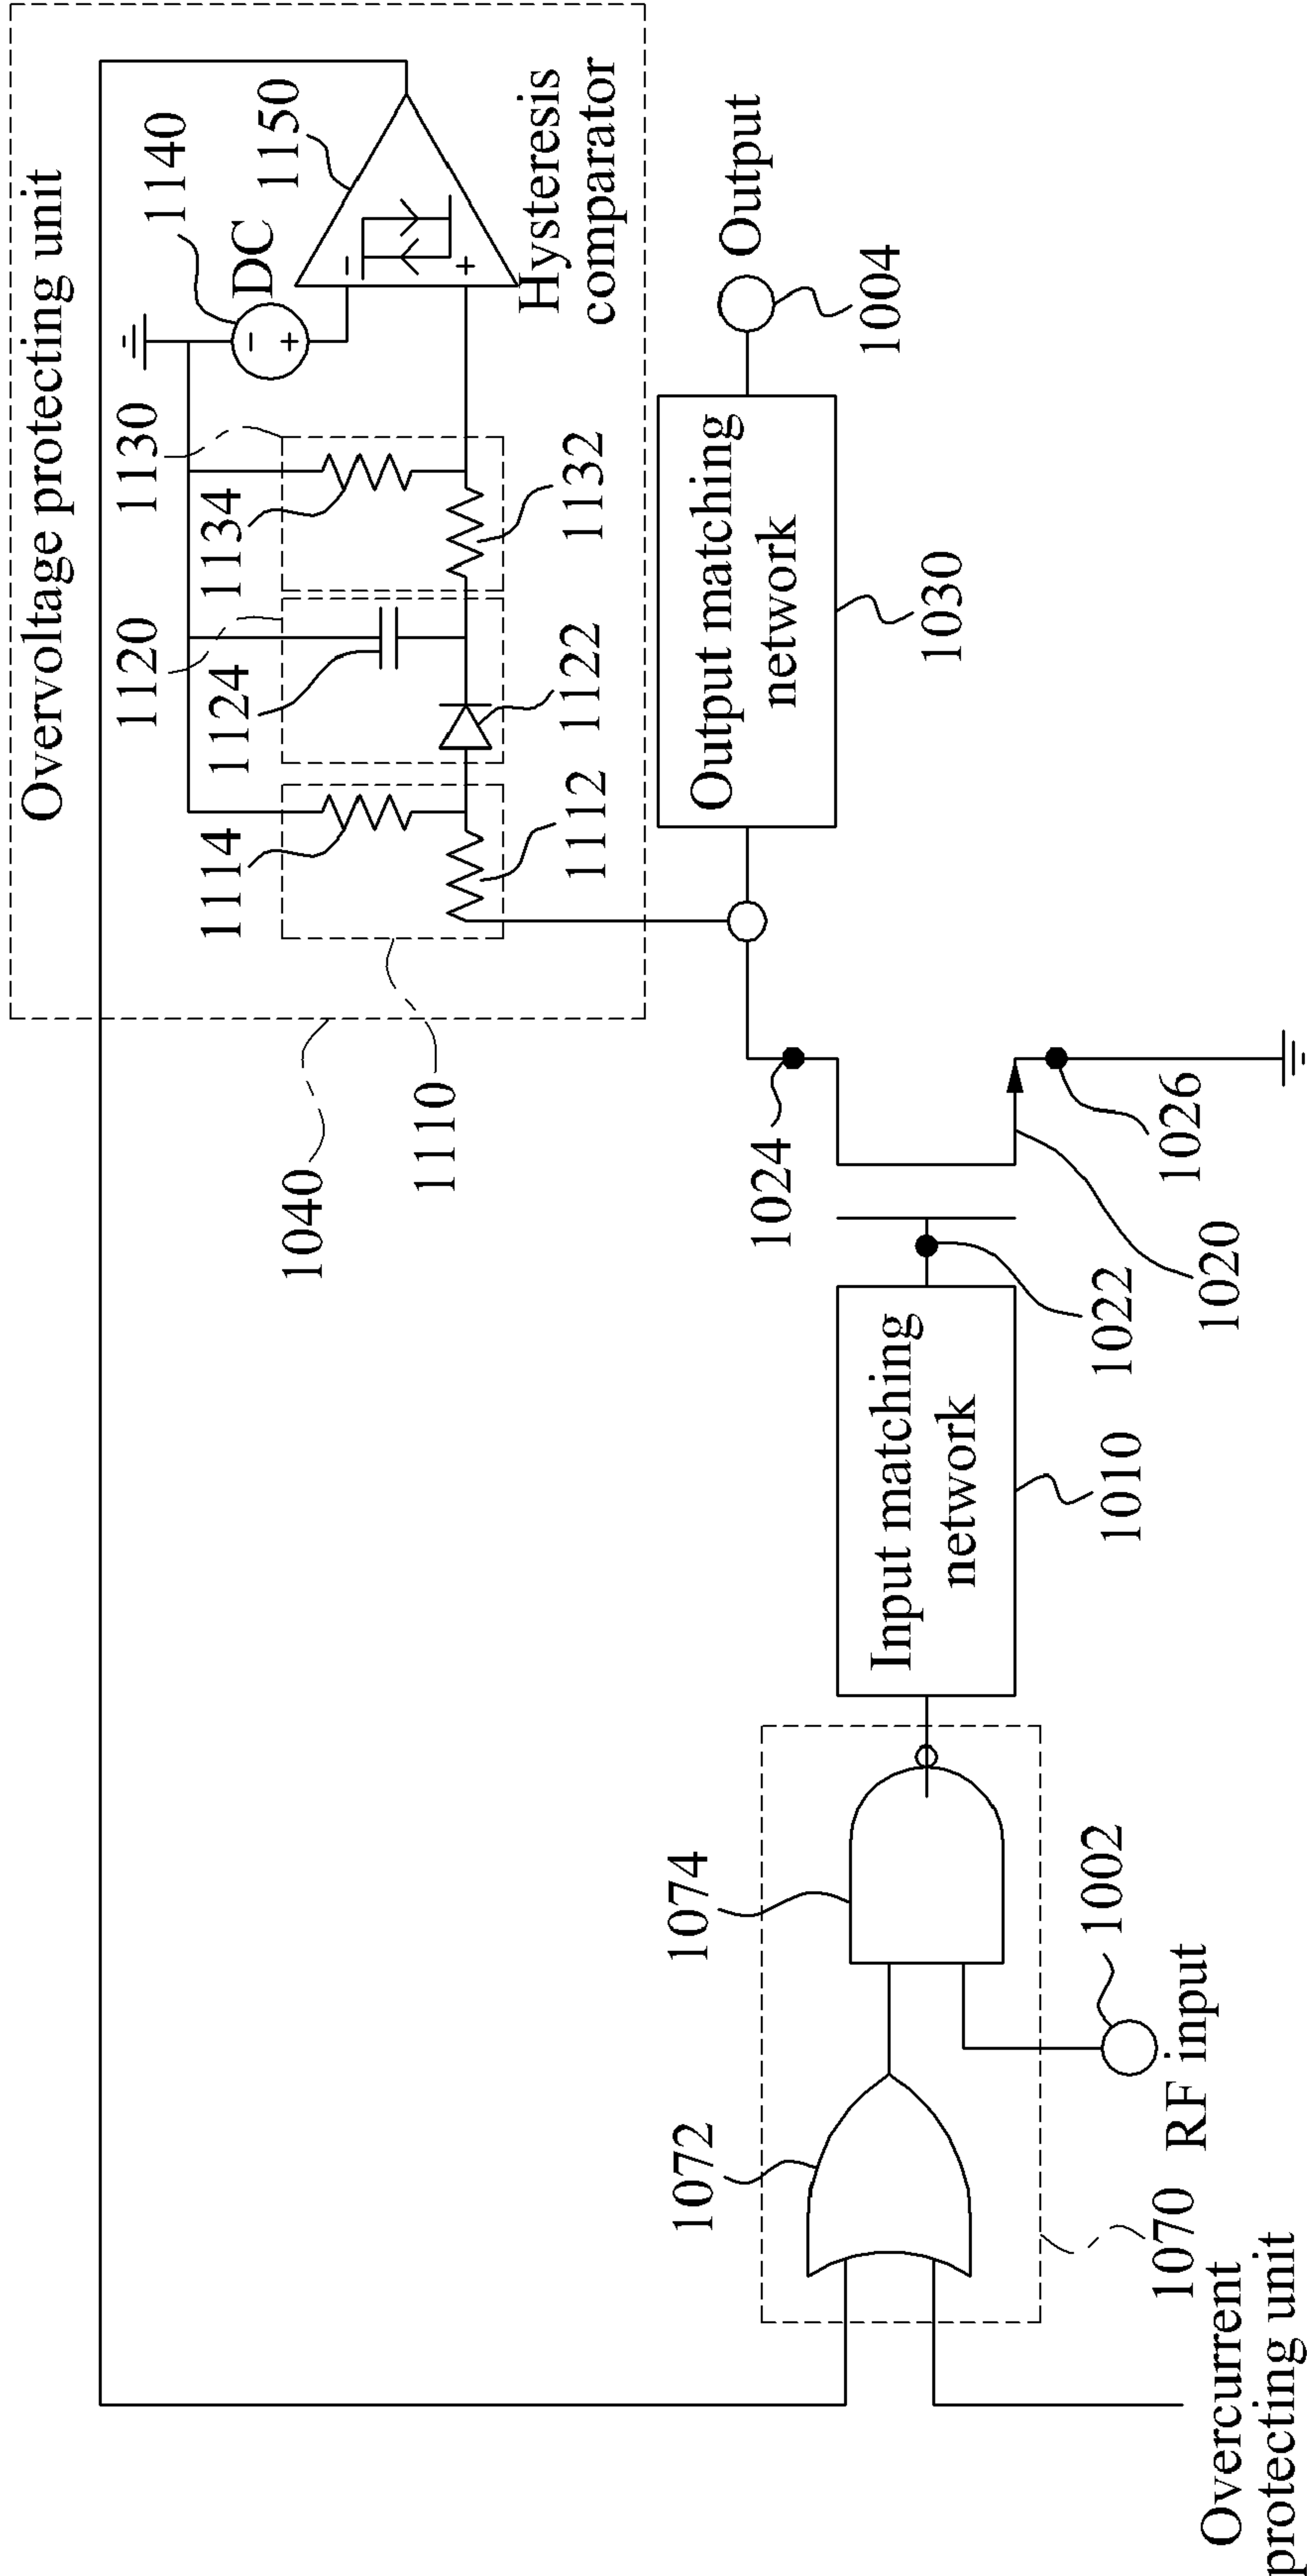 Overvoltage protecting unit
1140
DC
1150
-
+
-
+
Hysteresis
comparator
1130
1134
1132
1120
1124
1122
1114
1112
1110
1040
Output
1004
Output matching
network
1030
1024
1026
1020
1022
Input matching
network
1010
1074
1072
1002
RF input
1070
Overcurrent
protecting unit